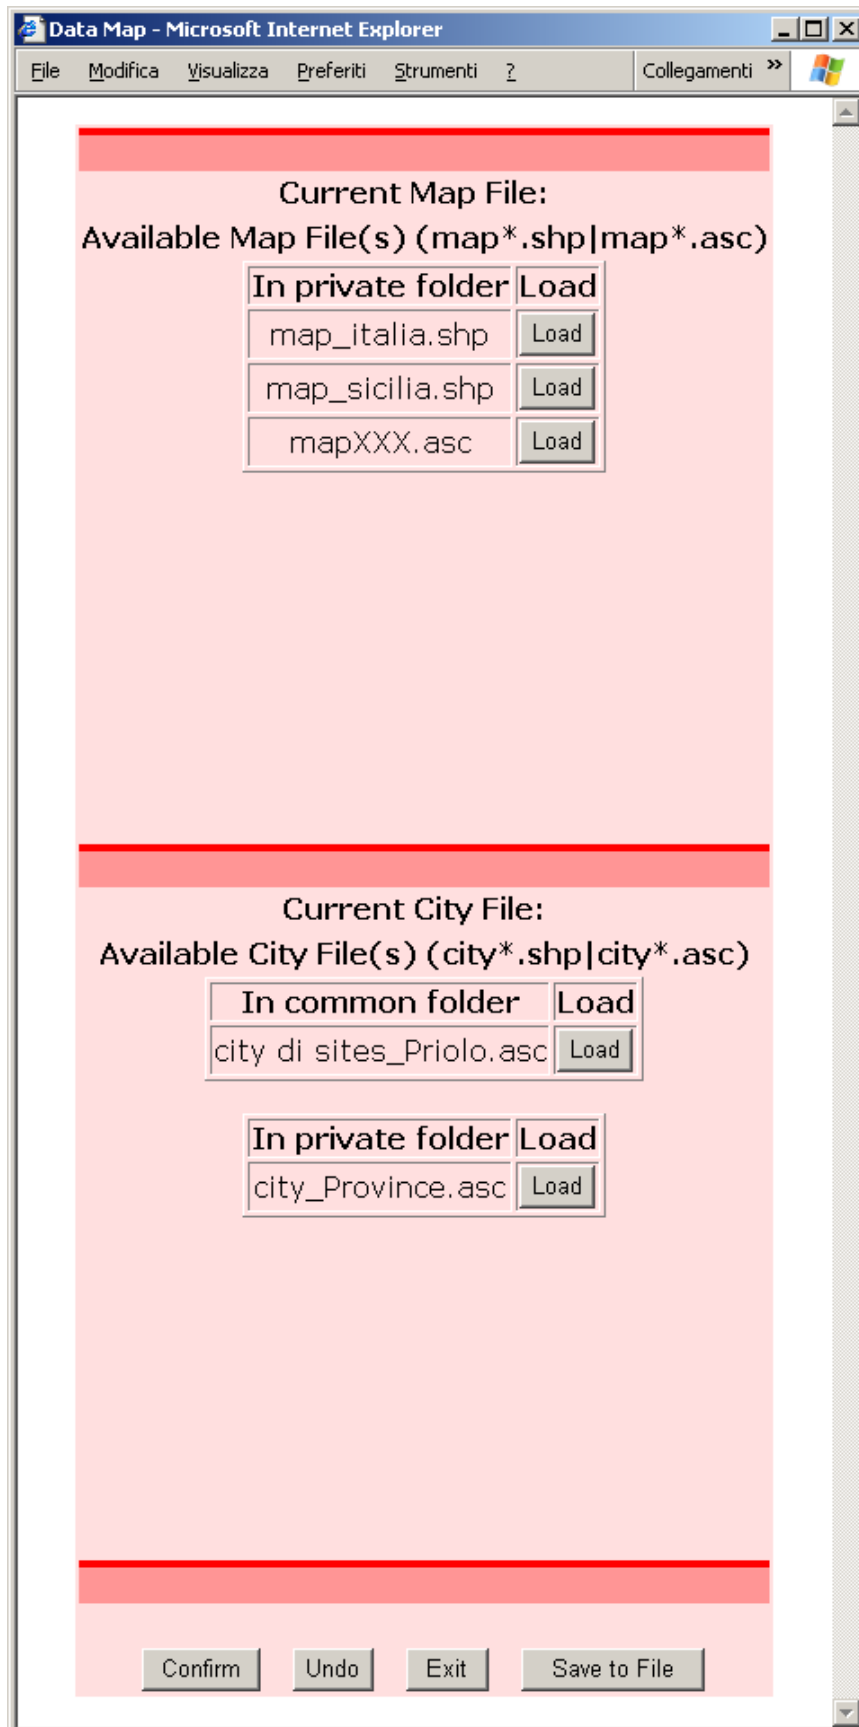 Data Map - Microsoft Internet Explorer
File Modifica Visualizza Preferiti Strumenti ? Collegamenti »
Current Map File:
Available Map File(s) (map*.shp|map*.asc)
In private folder Load
map_italia.shp Load
map_sicilia.shp Load
mapXXX.asc Load
Current City File:
Available City File(s) (city*.shp|city*.asc)
In common folder Load
city di sites_Priolo.asc Load
In private folder Load
city_Province.asc Load
Confirm Undo Exit Save to File